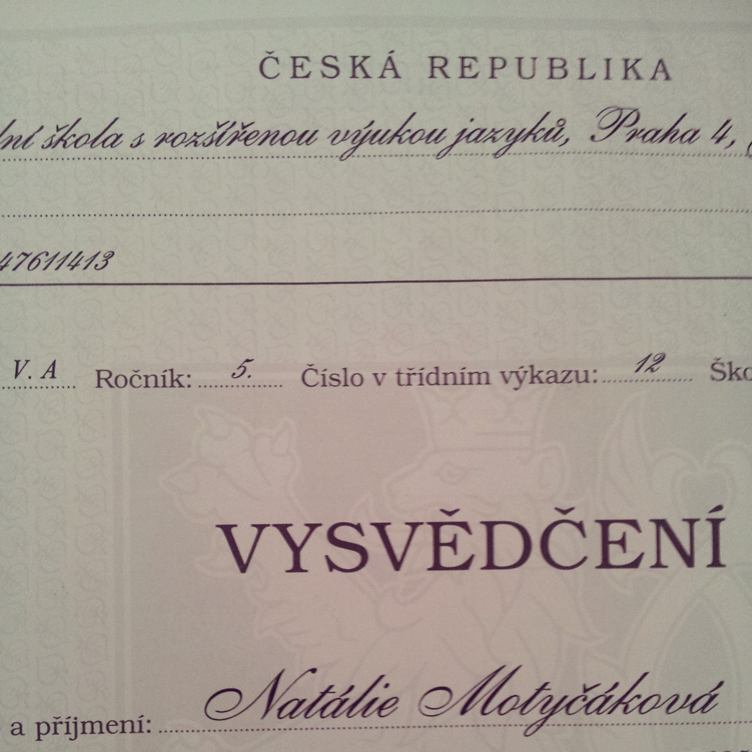 ČESKÁ REPUBLIKA
škola s rozšířenou výukou jazyků, Praha 4,
47611413
V. A Ročník: 5. Číslo v třídním výkazu: 12
VYSVĚDČENÍ
a příjmení: Natálie Motyčáková